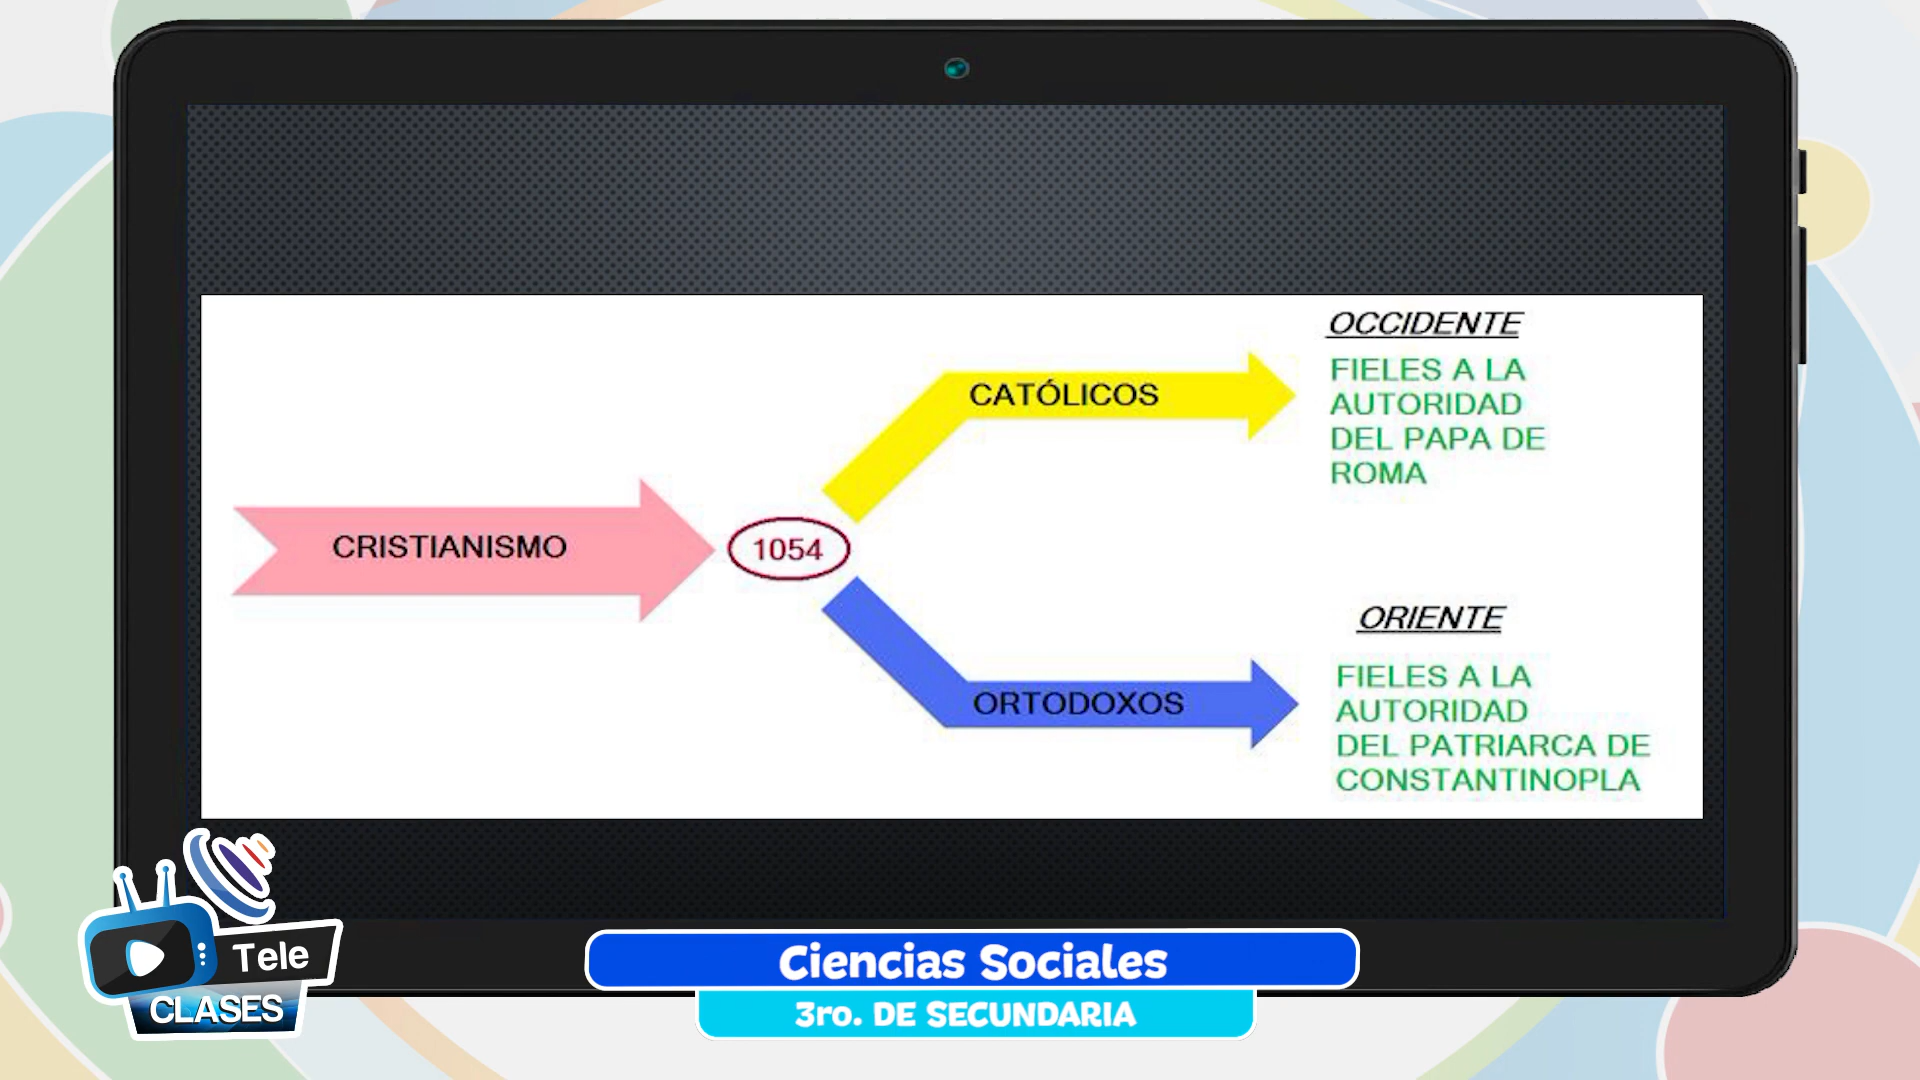 OCCIDENTE
FIELES A LA
AUTORIDAD
DEL PAPA DE
ROMA
CATÓLICOS
CRISTIANISMO
1054
ORIENTE
FIELES A LA
AUTORIDAD
DEL PATRIARCA DE
CONSTANTINOPLA
ORTODOXOS
Tele
CLASES
Ciencias Sociales
3ro. DE SECUNDARIA